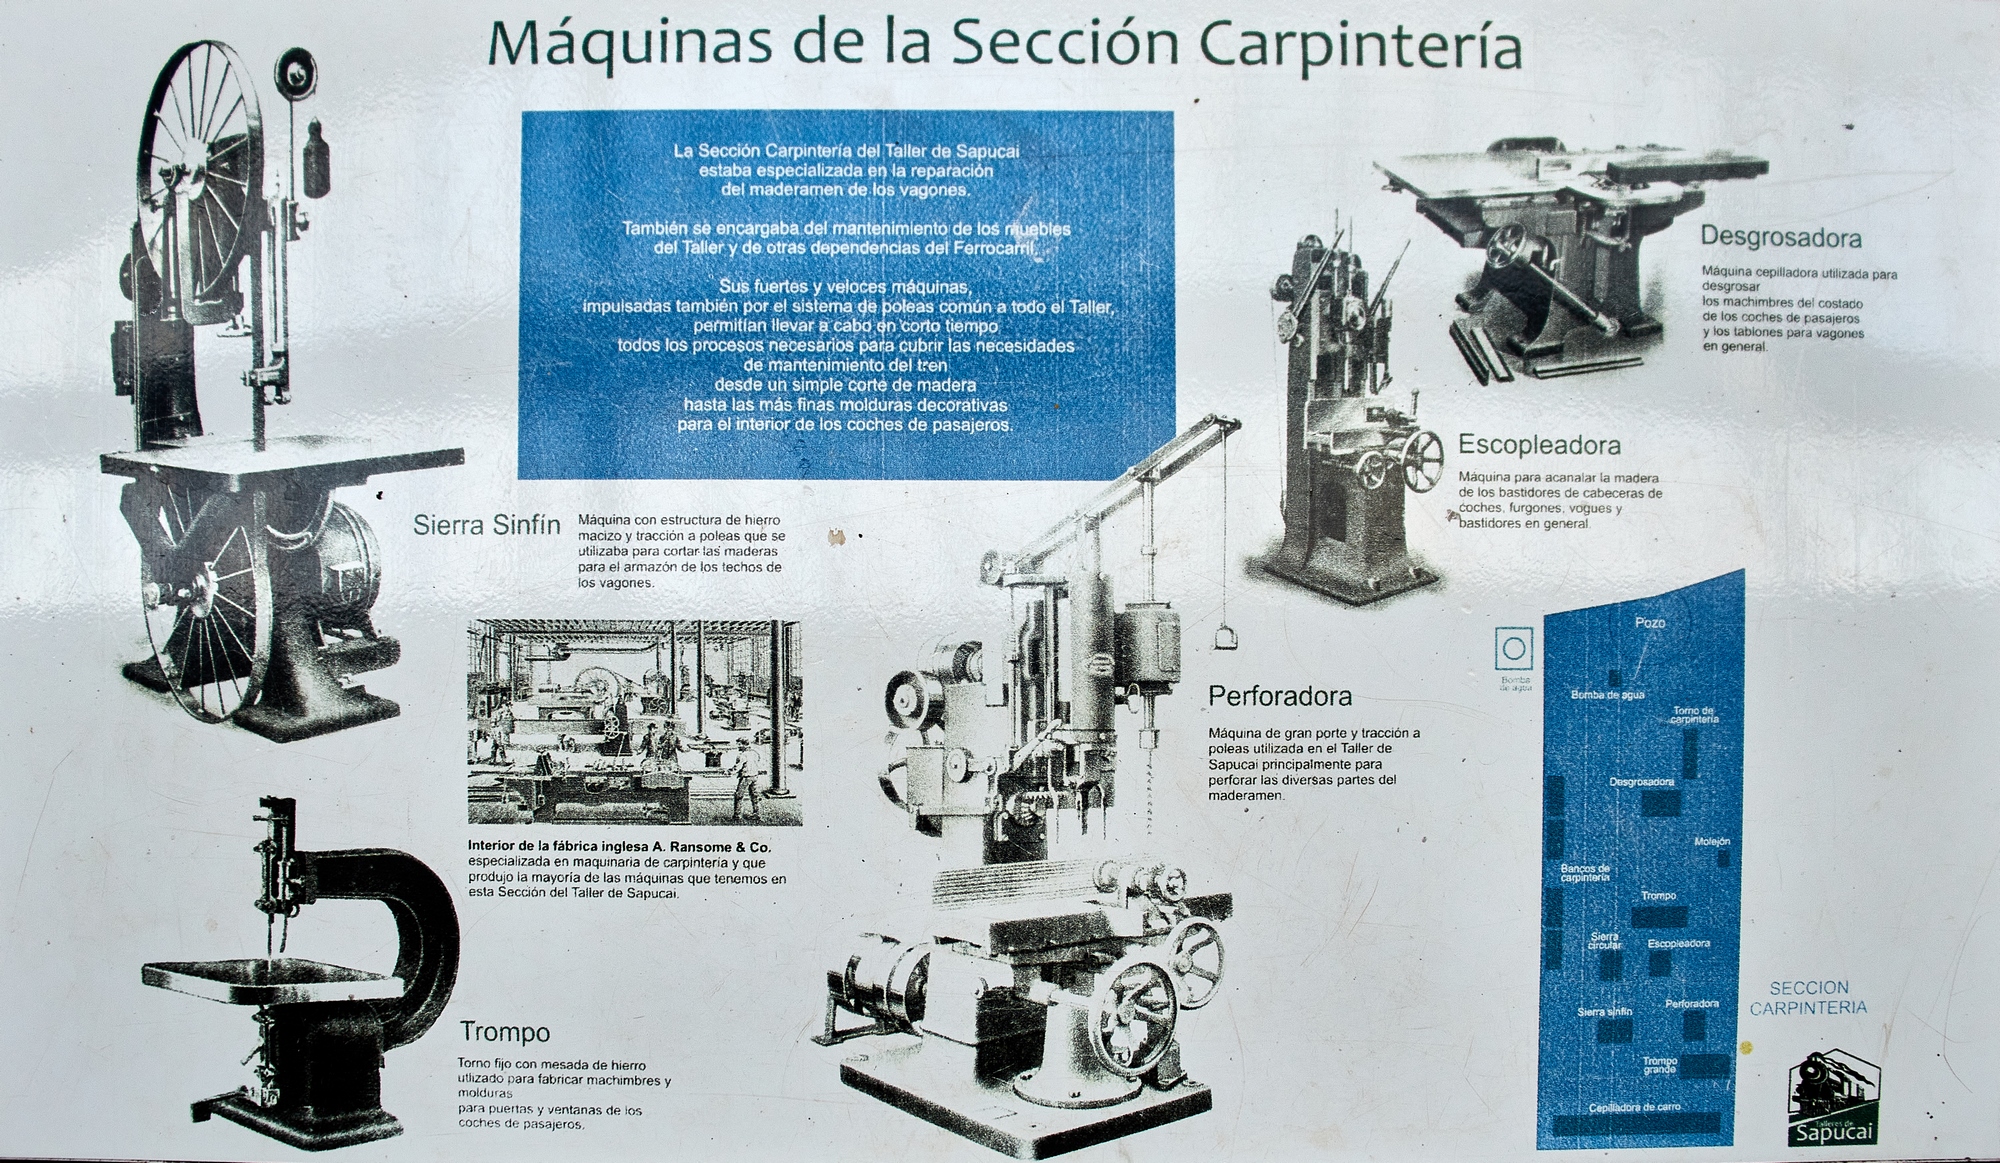 Máquinas de la Sección Carpintería
La Sección Carpintería del Taller de Sapucai
estaba especializada en la reparación
del maderamen de los vagones.
También se encargaba del mantenimiento de los muebles
del Taller y de otras dependencias del Ferrocarril.
Sus fuertes y veloces máquinas,
impulsadas también por el sistema de poleas común a todo el Taller,
permitían llevar a cabo en corto tiempo
todos los procesos necesarios para cubrir las necesidades
de mantenimiento del tren
desde un simple corte de madera
hasta las más finas molduras decorativas
para el interior de los coches de pasajeros.
Desgrosadora
Máquina cepilladora utilizada para
desgrosar
los machimbres del costado
de los coches de pasajeros
y los tablones para vagones
en general.
Escopleadora
Máquina para acanalar la madera
de los bastidores de cabeceras de
coches, furgones, vogues y
bastidores en general.
Sierra Sinfín
Máquina con estructura de hierro
macizo y tracción a poleas que se
utilizaba para cortar las maderas
para el armazón de los techos de
los vagones.
Interior de la fábrica inglesa A. Ransome & Co.
especializada en maquinaria de carpintería y que
produjo la mayoría de las máquinas que tenemos en
esta Sección del Taller de Sapucai.
Perforadora
Máquina de gran porte y tracción a
poleas utilizada en el Taller de
Sapucai principalmente para
perforar las diversas partes del
maderamen.
Trompo
Torno fijo con mesada de hierro
utlizado para fabricar machimbres y
molduras
para puertas y ventanas de los
coches de pasajeros.
Bomba
de agua
Pozo
Bomba de agua
Torno de
carpintería
Desgrosadora
Molejón
Bancos de
carpintería
Trompo
Sierra
circular
Escopleadora
Sierra sinfín
Perforadora
Trompo
grande
Cepilladora de carro
SECCION
CARPINTERIA
Talleres de
Sapucai